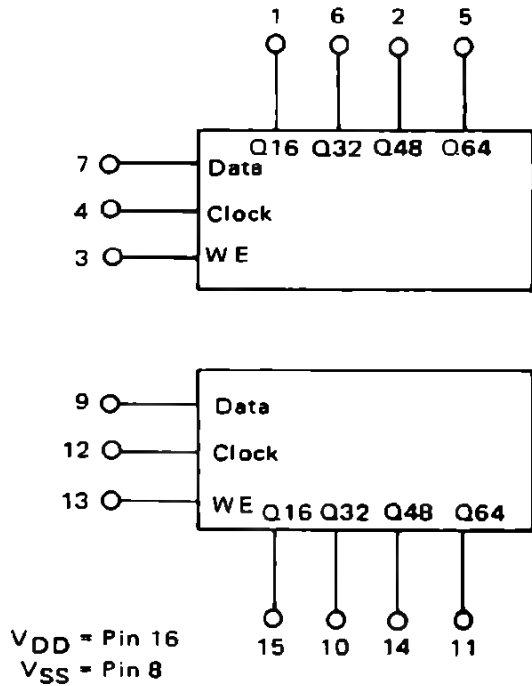 1 6 2 5
Q16 Q32 Q48 Q64
7 Data
4 Clock
3 WE
9 Data
12 Clock
13 WE
Q16 Q32 Q48 Q64
15 10 14 11
VDD = Pin 16
VSS = Pin 8